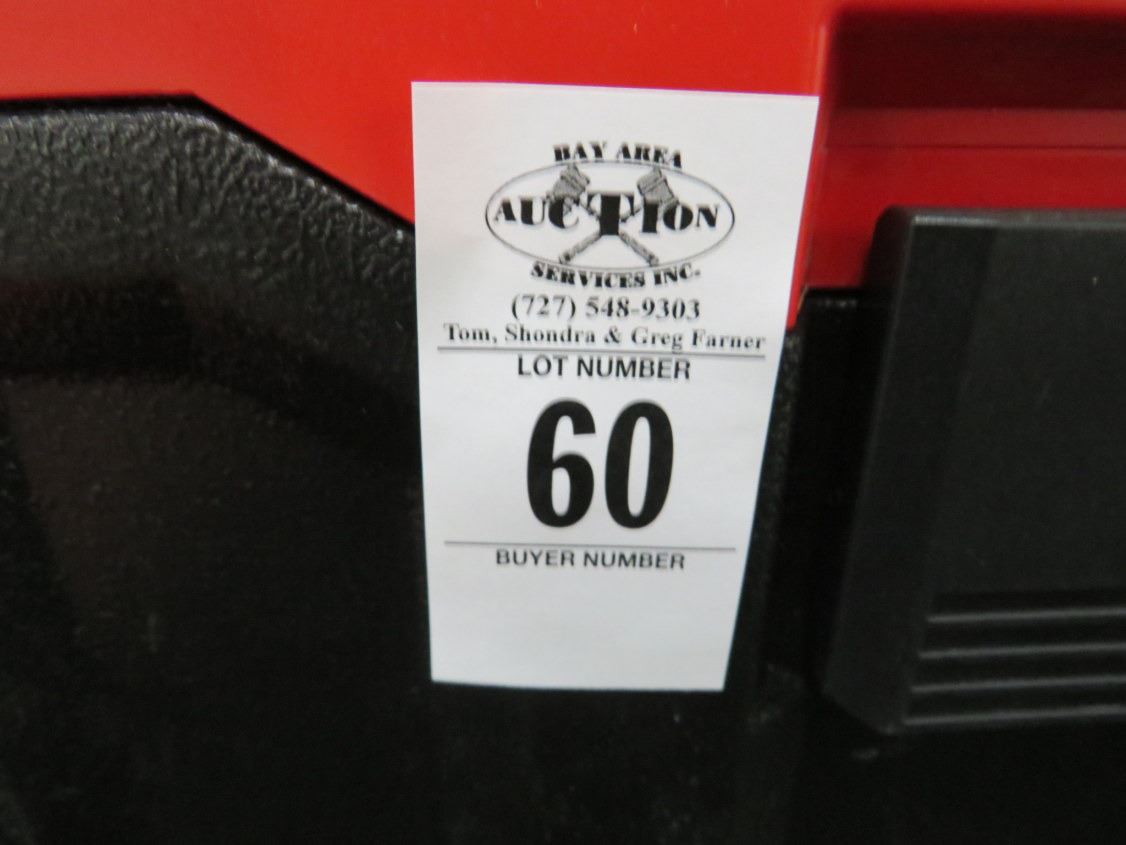 BAY AREA
AUCTION
SERVICES INC.
(727) 548-9303
Tom, Shondra & Greg Farner
LOT NUMBER
60
BUYER NUMBER